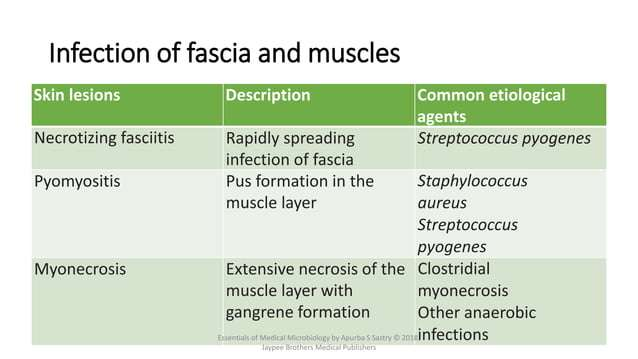 Infection of fascia and muscles
Skin lesions
Description
Common etiological
agents
Necrotizing fasciitis
Rapidly spreading
infection of fascia
Streptococcus pyogenes
Pyomyositis
Pus formation in the
muscle layer
Staphylococcus
aureus
Streptococcus
pyogenes
Myonecrosis
Extensive necrosis of the
muscle layer with
gangrene formation
Clostridial
myonecrosis
Other anaerobic
infections
Essentials of Medical Microbiology by Apurba S Sastry © 2018
Jaypee Brothers Medical Publishers